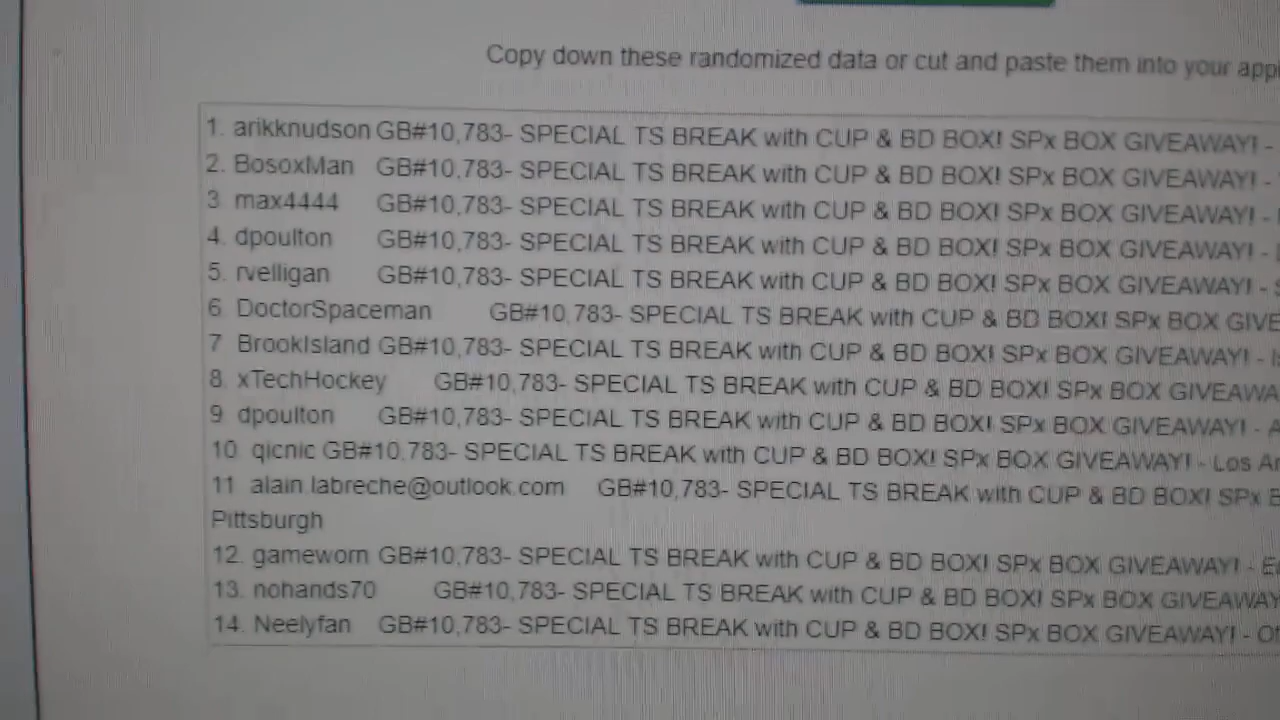 Copy down these randomized data or cut and paste them into your appl
1. arikknudson GB#10,783- SPECIAL TS BREAK with CUP & BD BOX! SPx BOX GIVEAWAY! -
2. BosoxMan GB#10,783- SPECIAL TS BREAK with CUP & BD BOX! SPx BOX GIVEAWAY! -
3. max4444 GB#10,783- SPECIAL TS BREAK with CUP & BD BOX! SPx BOX GIVEAWAY! -
4. dpoulton GB#10,783- SPECIAL TS BREAK with CUP & BD BOX! SPx BOX GIVEAWAY! -
5. rvelligan GB#10,783- SPECIAL TS BREAK with CUP & BD BOX! SPx BOX GIVEAWAY! - S
6. DoctorSpaceman GB#10,783- SPECIAL TS BREAK with CUP & BD BOX! SPx BOX GIVE
7. BrookIsland GB#10,783- SPECIAL TS BREAK with CUP & BD BOX! SPx BOX GIVEAWAY! -
8. xTechHockey GB#10,783- SPECIAL TS BREAK with CUP & BD BOX! SPx BOX GIVEAWA
9. dpoulton GB#10,783- SPECIAL TS BREAK with CUP & BD BOX! SPx BOX GIVEAWAY! - A
10. qicnic GB#10,783- SPECIAL TS BREAK with CUP & BD BOX! SPx BOX GIVEAWAY! - Los An
11. alain.labreche@outlook.com GB#10,783- SPECIAL TS BREAK with CUP & BD BOX! SPx B
Pittsburgh
12. gameworn GB#10,783- SPECIAL TS BREAK with CUP & BD BOX! SPx BOX GIVEAWAY! - E
13. nohands70 GB#10,783- SPECIAL TS BREAK with CUP & BD BOX! SPx BOX GIVEAWAY
14. Neelyfan GB#10,783- SPECIAL TS BREAK with CUP & BD BOX! SPx BOX GIVEAWAY! - Ot